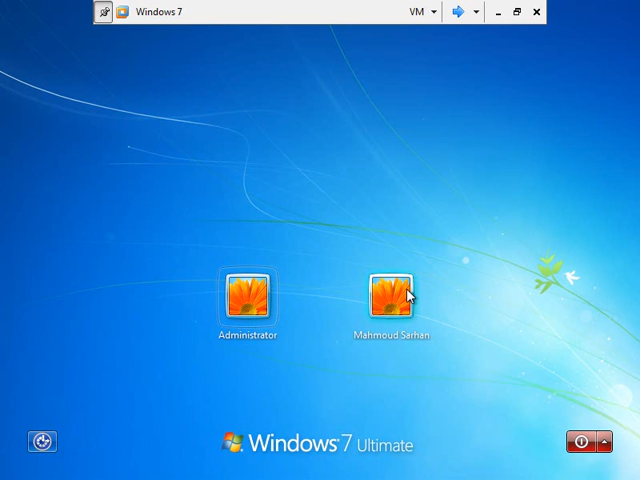 Windows 7
VM
Administrator
Mahmoud Sarhan
Windows 7 Ultimate